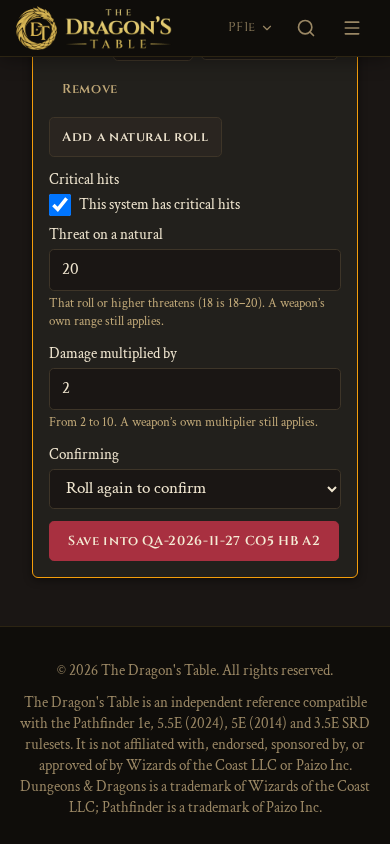 THE
DRAGON'S
TABLE
DT
PF1e
Remove
Add a natural roll
Critical hits
This system has critical hits
Threat on a natural
20
That roll or higher threatens (18 is 18–20). A weapon's
own range still applies.
Damage multiplied by
2
From 2 to 10. A weapon's own multiplier still applies.
Confirming
Roll again to confirm
Save into QA-2026-11-27 CO5 HB A2
© 2026 The Dragon's Table. All rights reserved.
The Dragon's Table is an independent reference compatible
with the Pathfinder 1e, 5.5E (2024), 5E (2014) and 3.5E SRD
rulesets. It is not affiliated with, endorsed, sponsored by, or
approved of by Wizards of the Coast LLC or Paizo Inc.
Dungeons & Dragons is a trademark of Wizards of the Coast
LLC; Pathfinder is a trademark of Paizo Inc.